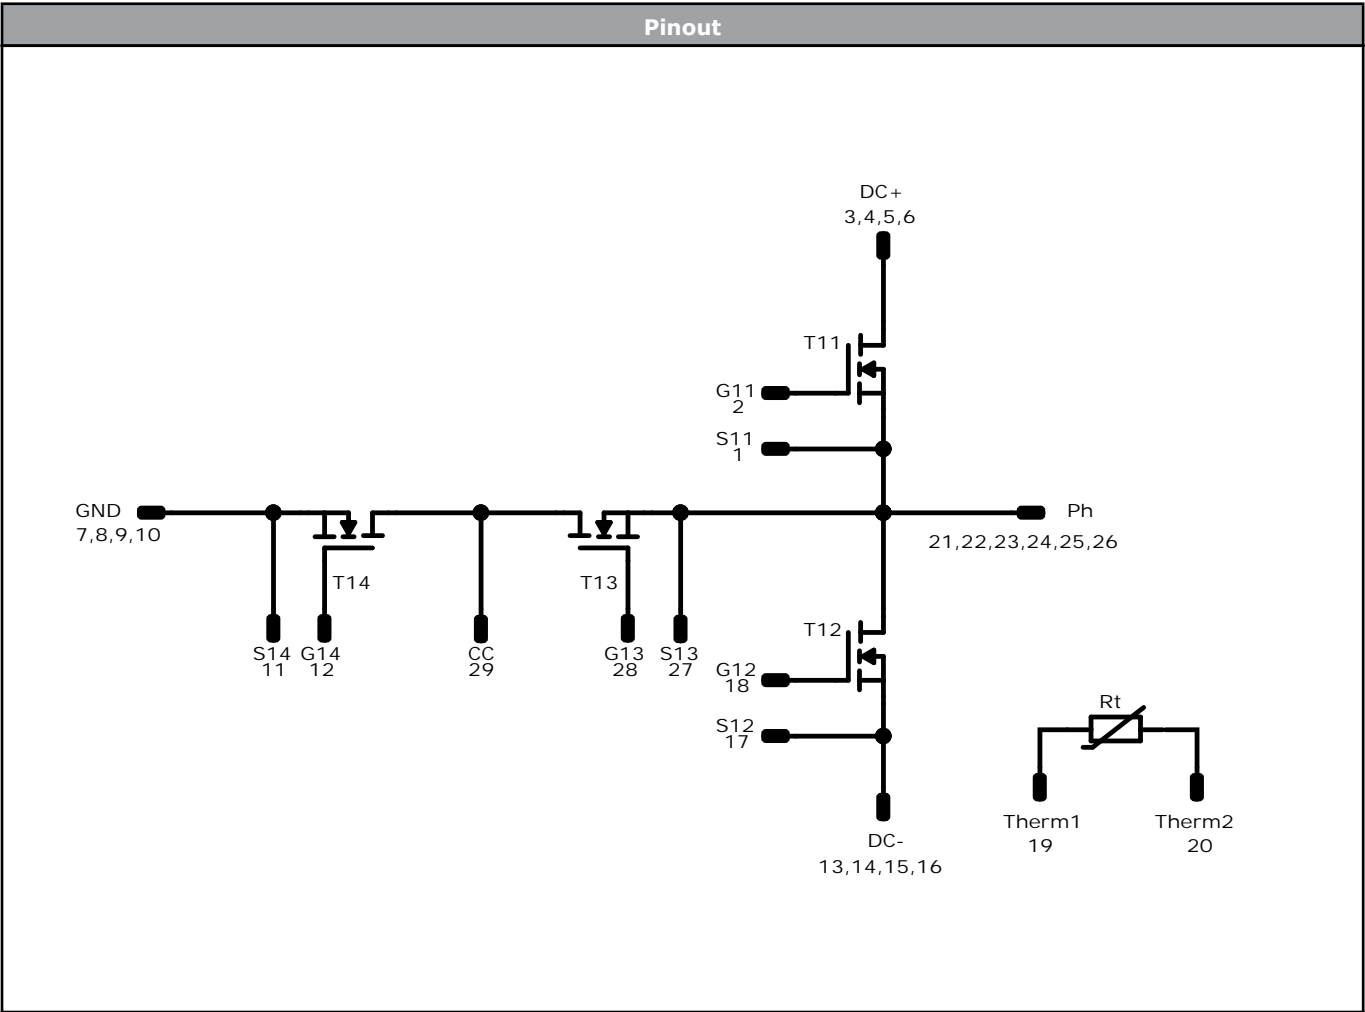 Pinout
DC+
3,4,5,6
T11
G11
2
S11
1
GND
7,8,9,10
Ph
21,22,23,24,25,26
T14
T13
S14
11
G14
12
CC
29
G13
28
S13
27
T12
G12
18
S12
17
DC-
13,14,15,16
Rt
Therm1
19
Therm2
20